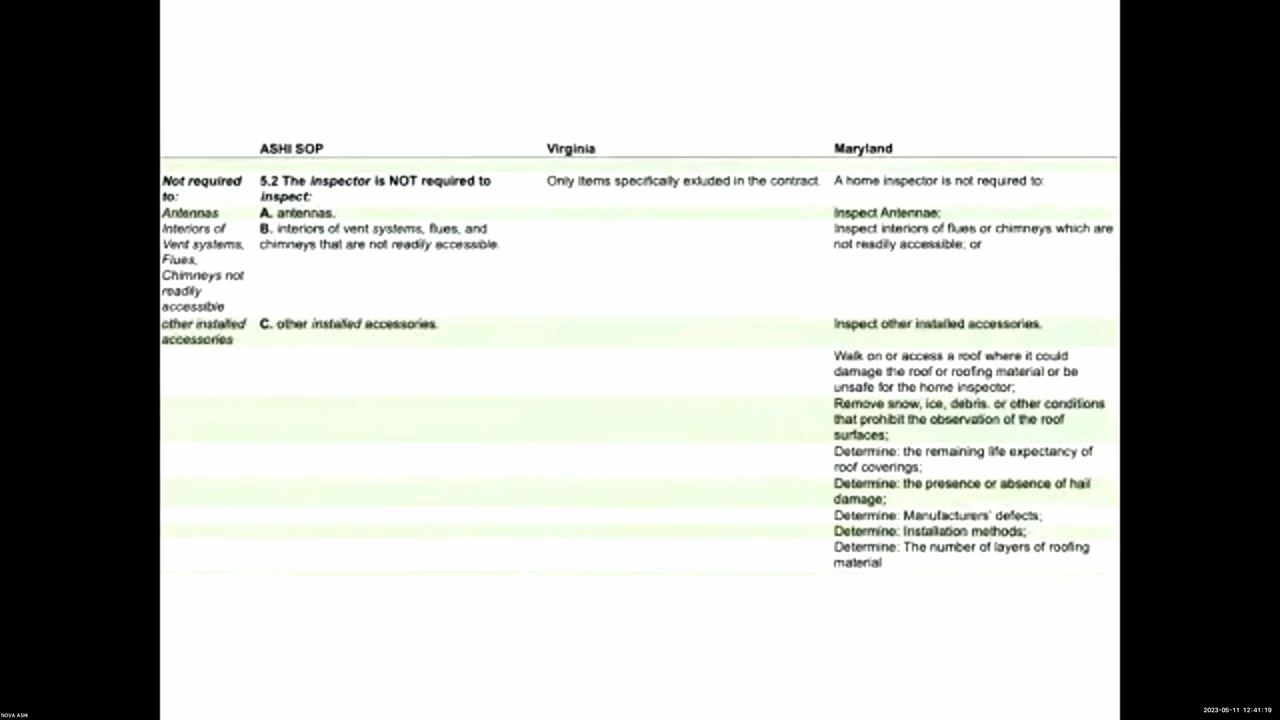 ASHI SOP Virginia Maryland
Not required to: 5.2 The inspector is NOT required to inspect: Only Items specifically exluded in the contract. A home inspector is not required to:
Antennas A. antennas. Inspect Antennae;
Interiors of Vent systems, Flues, Chimneys not readily accessible B. interiors of vent systems, flues, and chimneys that are not readily accessible. Inspect interiors of flues or chimneys which are not readily accessible; or
other installed accessories C. other installed accessories. Inspect other installed accessories.
Walk on or access a roof where it could
damage the roof or roofing material or be
unsafe for the home inspector;
Remove snow, ice, debris. or other conditions
that prohibit the observation of the roof
surfaces;
Determine: the remaining life expectancy of
roof coverings;
Determine: the presence or absence of hail
damage;
Determine: Manufacturers' defects;
Determine: Installation methods;
Determine: The number of layers of roofing
material
NOVA ASHI
2023-05-11 12:41:19